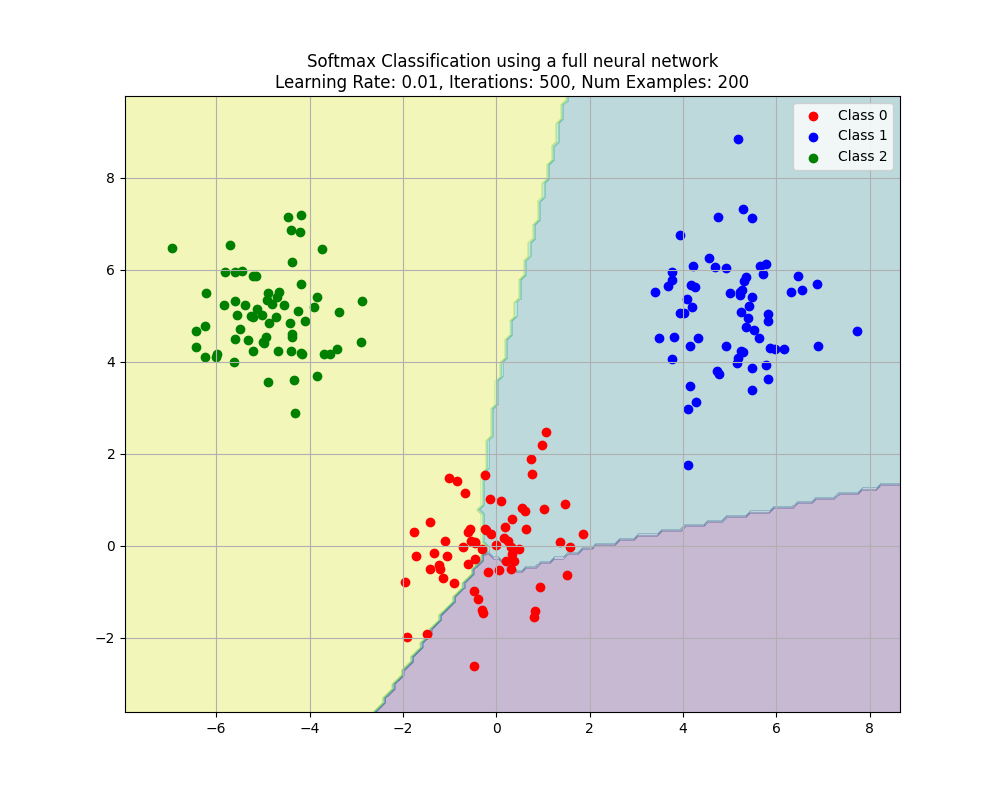 Softmax Classification using a full neural network
Learning Rate: 0.01, Iterations: 500, Num Examples: 200
Class 0
Class 1
Class 2
8
6
4
2
0
−2
−6 −4 −2 0 2 4 6 8